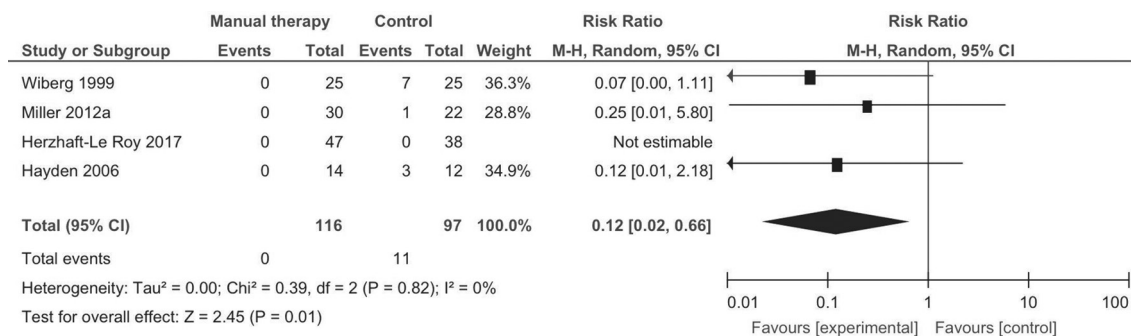 Manual therapy Control Risk Ratio Risk Ratio
Study or Subgroup Events Total Events Total Weight M-H, Random, 95% CI M-H, Random, 95% CI
Wiberg 1999 0 25 7 25 36.3% 0.07 [0.00, 1.11]
Miller 2012a 0 30 1 22 28.8% 0.25 [0.01, 5.80]
Herzhaft-Le Roy 2017 0 47 0 38 Not estimable
Hayden 2006 0 14 3 12 34.9% 0.12 [0.01, 2.18]
Total (95% CI) 116 97 100.0% 0.12 [0.02, 0.66]
Total events 0 11
Heterogeneity: Tau² = 0.00; Chi² = 0.39, df = 2 (P = 0.82); I² = 0%
Test for overall effect: Z = 2.45 (P = 0.01)
0.01 0.1 1 10 100
Favours [experimental] Favours [control]